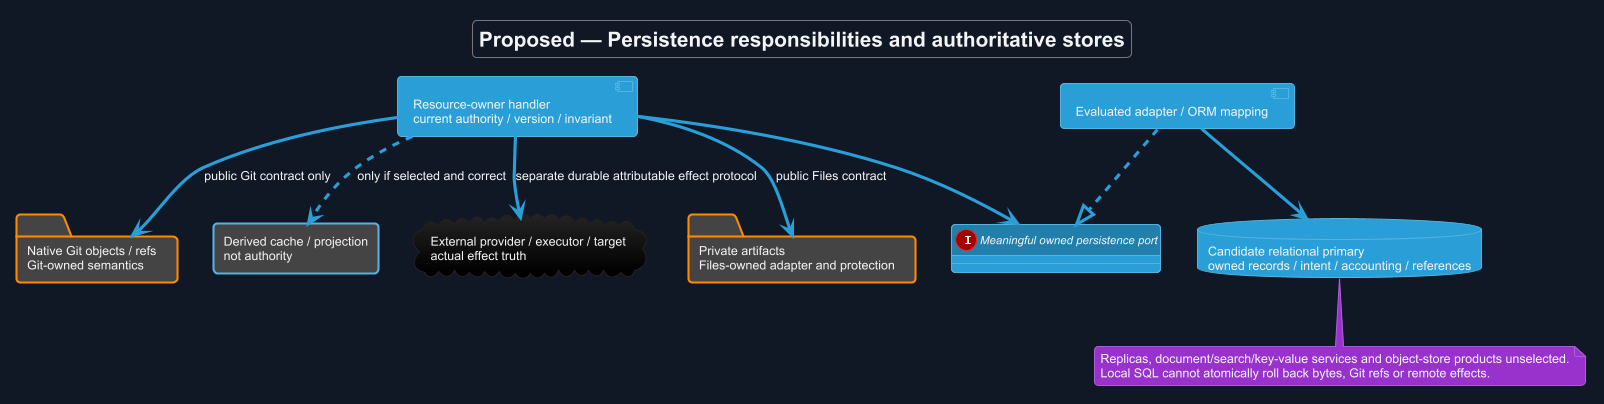 Proposed — Persistence responsibilities and authoritative stores
Resource-owner handler
current authority / version / invariant
Evaluated adapter / ORM mapping
public Git contract only
only if selected and correct
separate durable attributable effect protocol
public Files contract
Native Git objects / refs
Git-owned semantics
Derived cache / projection
not authority
External provider / executor / target
actual effect truth
Private artifacts
Files-owned adapter and protection
I
Meaningful owned persistence port
Candidate relational primary
owned records / intent / accounting / references
Replicas, document/search/key-value services and object-store products unselected.
Local SQL cannot atomically roll back bytes, Git refs or remote effects.